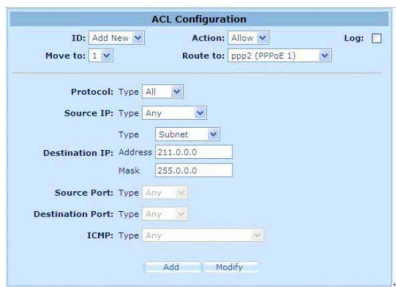 ACL Configuration
ID: Add New Action: Allow Log:
Move to: 1 Route to: ppp2 (PPPoE 1)
Protocol: Type All
Source IP: Type Any
Type Subnet
Destination IP: Address 211.0.0.0
Mask 255.0.0.0
Source Port: Type Any
Destination Port: Type Any
ICMP: Type Any
Add Modify